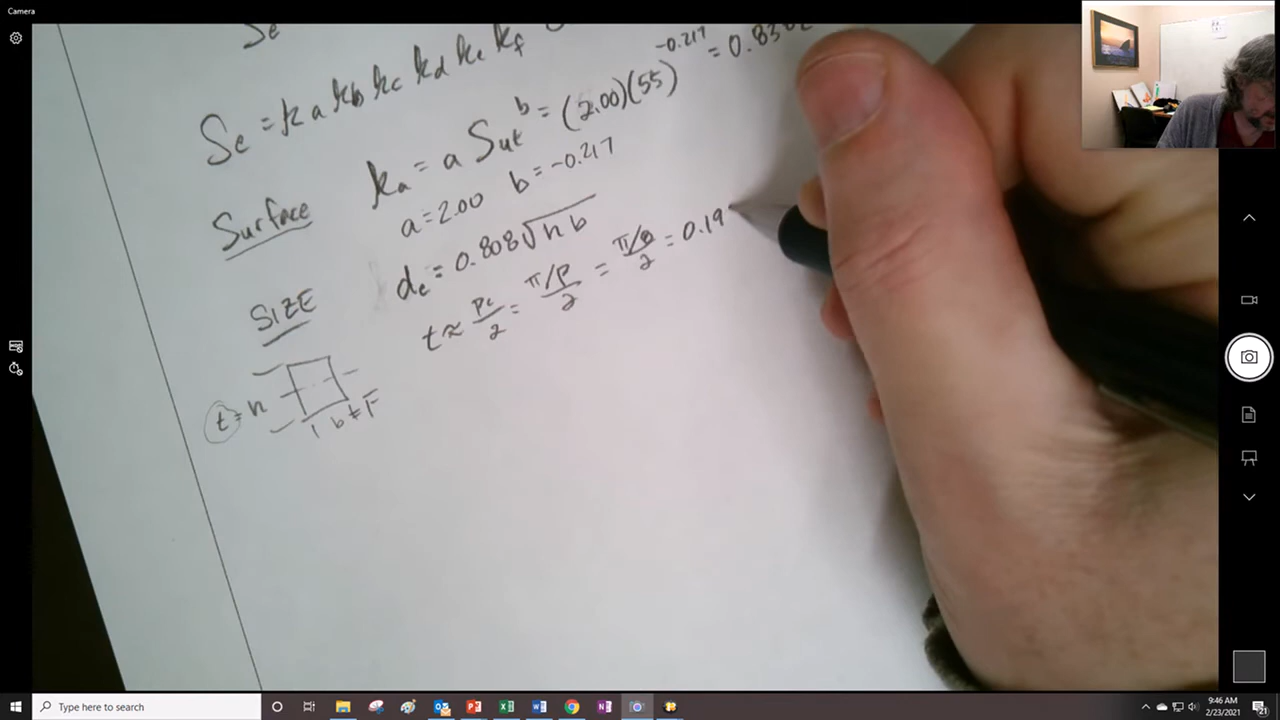 Camera
Se
Se = ka kb kc kd ke kf
Surface ka = a Sut^b = (2.00)(55)^-0.217 = 0.830
a = 2.00 b = -0.217
SIZE de = 0.808 √hb
t ≈ pc/2 = π/P/2 = π/8/2 = 0.19
t = h
b = F
Type here to search
9:46 AM
2/23/2021